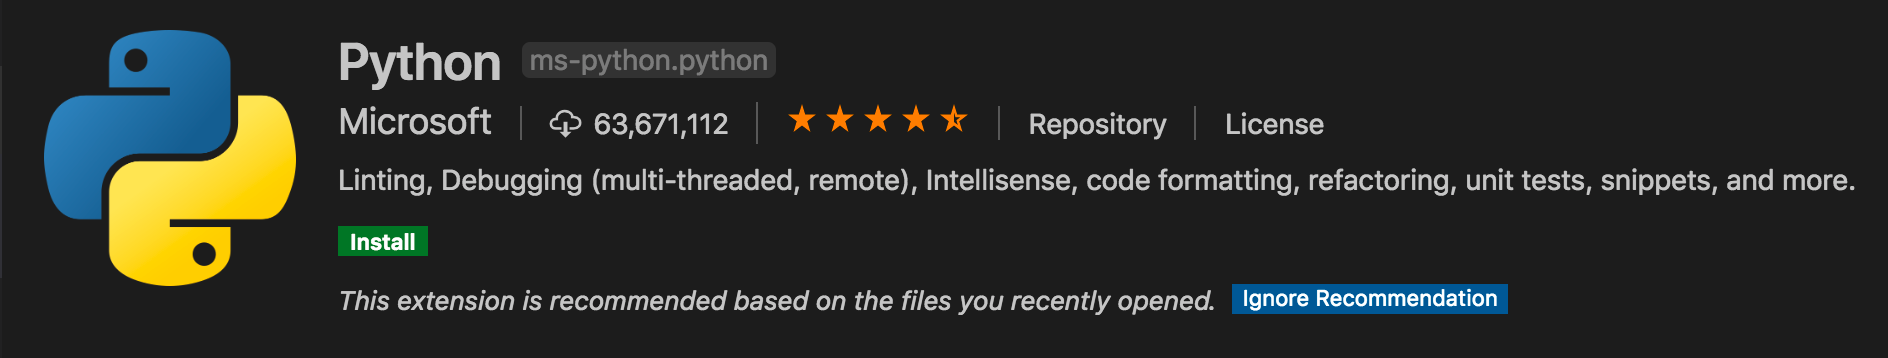 Python ms-python.python
Microsoft 63,671,112 Repository License
Linting, Debugging (multi-threaded, remote), Intellisense, code formatting, refactoring, unit tests, snippets, and more.
Install
This extension is recommended based on the files you recently opened. Ignore Recommendation